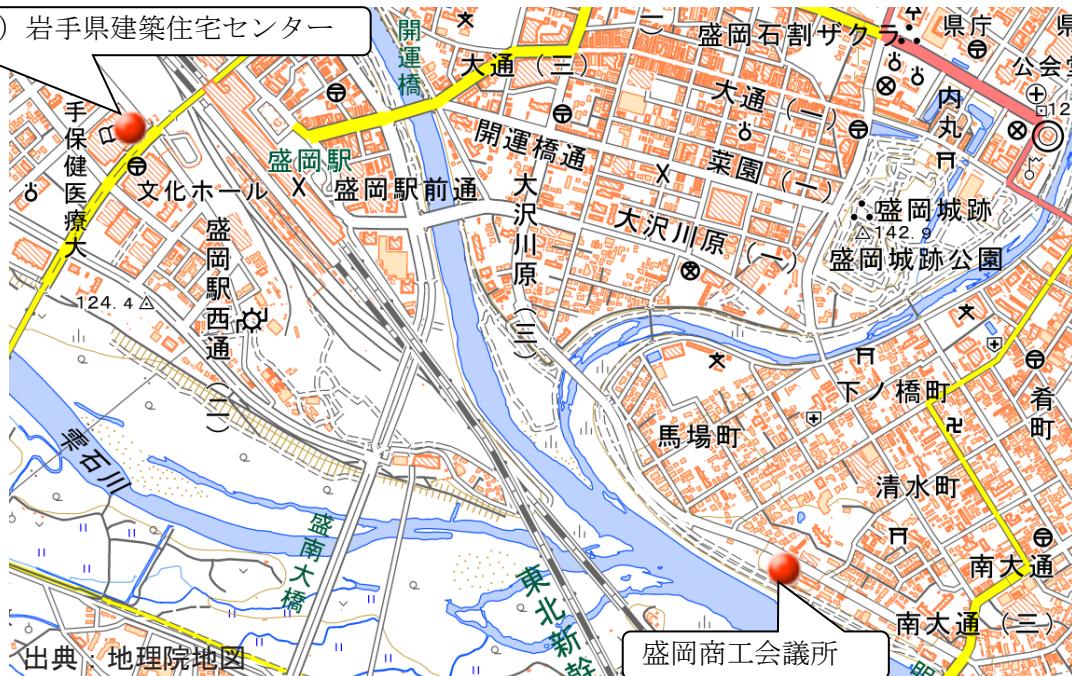 ）岩手県建築住宅センター
開運橋
大通（三）
盛岡石割ザクラ
県庁
公会堂
大通（一）
内丸
手保健医療大
盛岡駅
開運橋通
菜園（一）
文化ホール
盛岡駅前通
大沢川原（三）
大沢川原（一）
盛岡城跡
142.9
盛岡城跡公園
盛岡駅西通（二）
124.4
下ノ橋町
肴町
馬場町
雫石川
清水町
盛南大橋
東北新幹
南大通
南大通（二）
盛岡商工会議所
出典：地理院地図